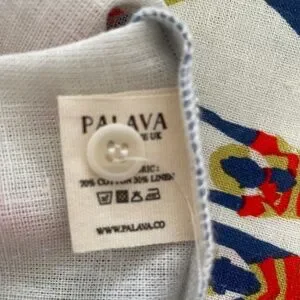 PALAVA
UK
70% COTTON 30% LINEN
WWW.PALAVA.CO